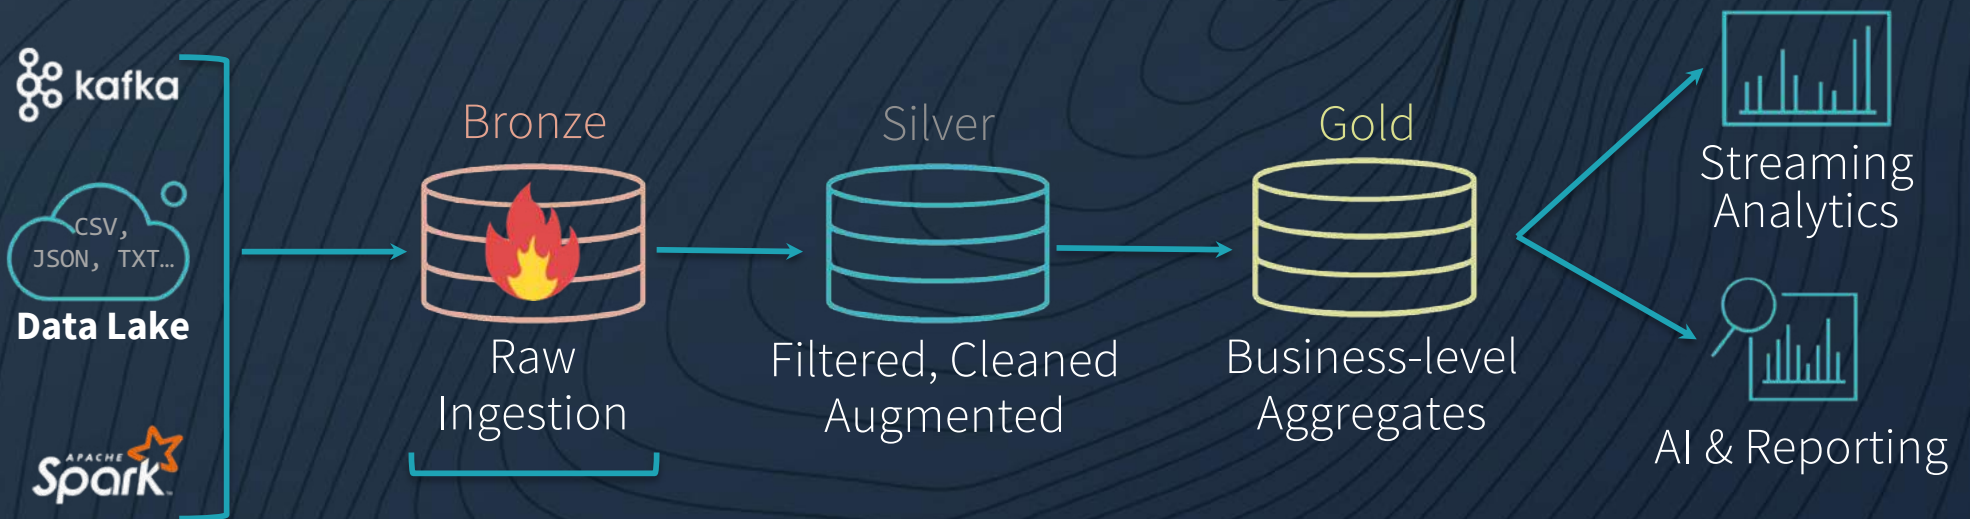 kafka
CSV,
JSON, TXT…
Data Lake
APACHE
Spark
Bronze
Raw
Ingestion
Silver
Filtered, Cleaned
Augmented
Gold
Business-level
Aggregates
Streaming
Analytics
AI & Reporting